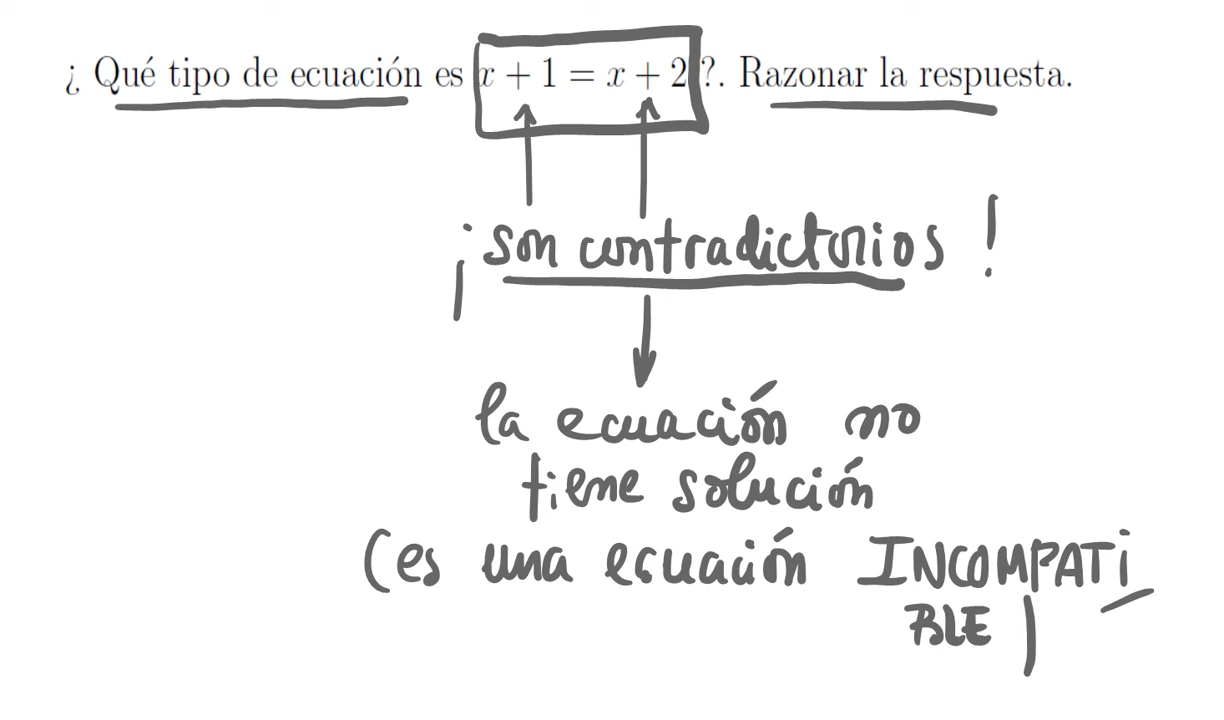 ¿ Qué tipo de ecuación es x + 1 = x + 2 ?. Razonar la respuesta.
¡son contradictorios!
la ecuación no
tiene solución
(es una ecuación INCOMPATi
BLE)